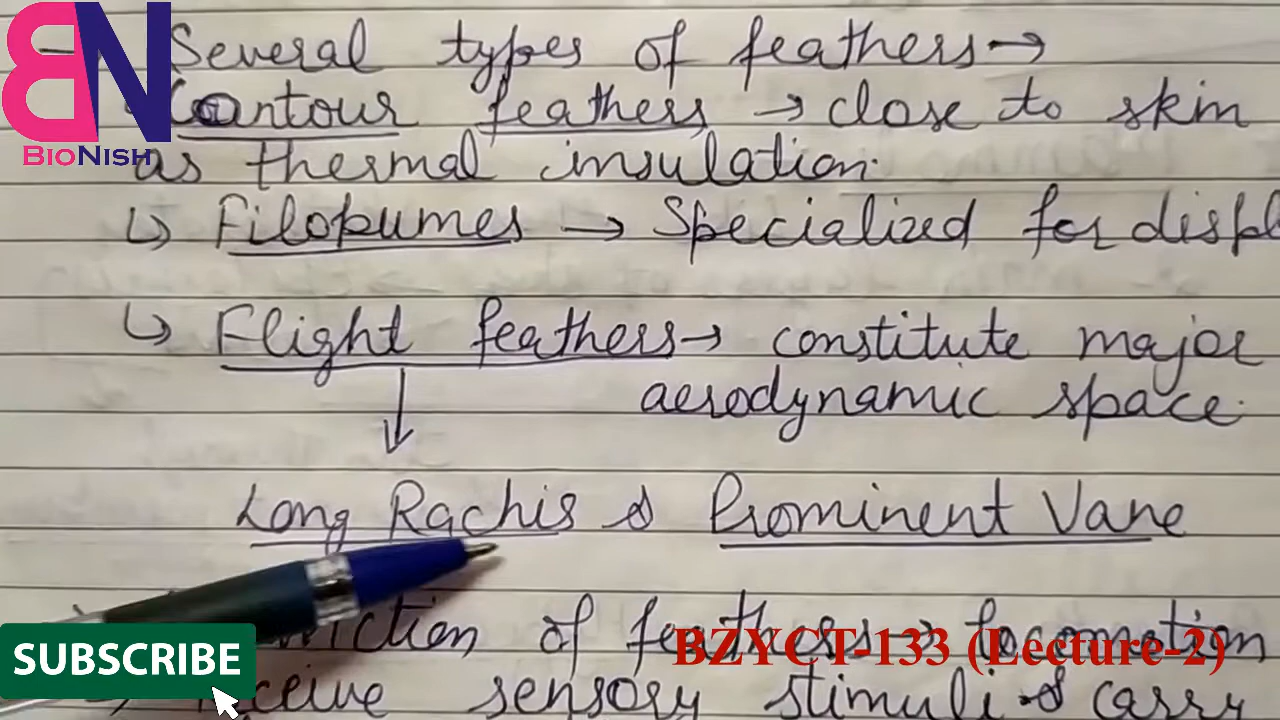 BN
BioNish
Several types of feathers →
Contour feathers → close to skin
as thermal insulation.
↳ Filopumes → Specialized for displ
↳ Flight feathers → constitute major
aerodynamic space.
↓
Long Rachis & Prominent Vane
of feathers → locomotion
sensory stimuli & carry
SUBSCRIBE
BZYCT-133 (Lecture-2)